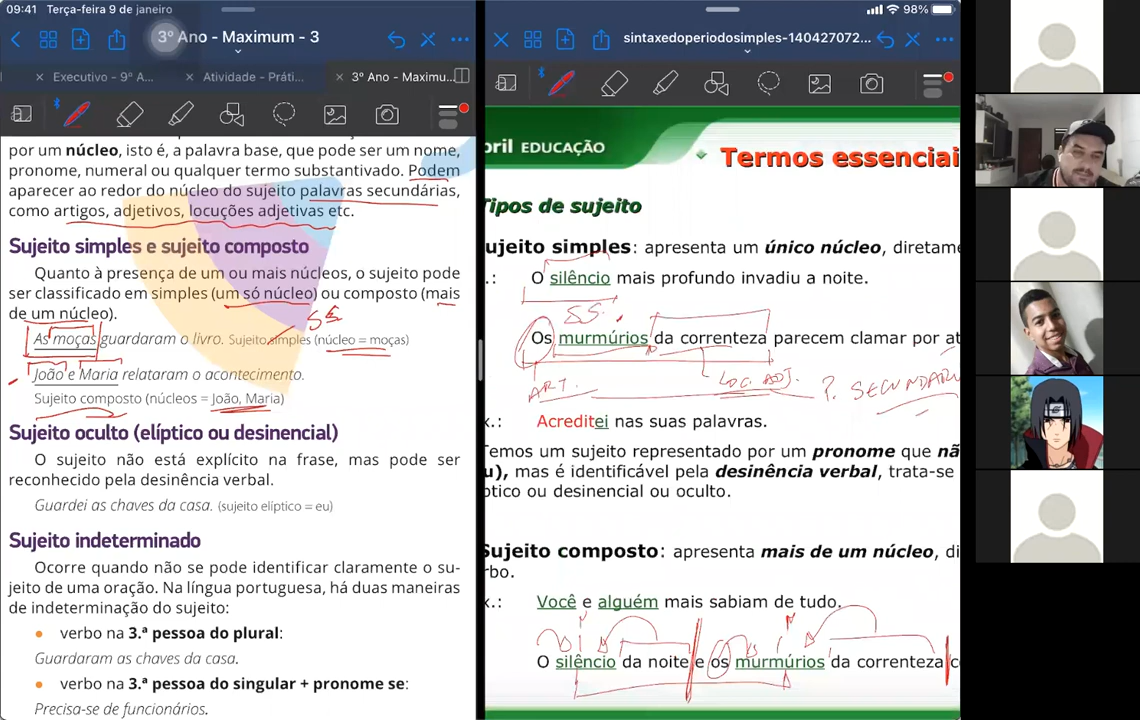 09:41 Terça-feira 9 de janeiro
3º Ano - Maximum - 3
Executivo - 9º A...
Atividade - Práti...
3º Ano - Maximu...
por um núcleo, isto é, a palavra base, que pode ser um nome,
pronome, numeral ou qualquer termo substantivado. Podem
aparecer ao redor do núcleo do sujeito palavras secundárias,
como artigos, adjetivos, locuções adjetivas etc.
Sujeito simples e sujeito composto
Quanto à presença de um ou mais núcleos, o sujeito pode
ser classificado em simples (um só núcleo) ou composto (mais
de um núcleo).
SS
As moças guardaram o livro. Sujeito simples (núcleo = moças)
João e Maria relataram o acontecimento.
Sujeito composto (núcleos = João, Maria)
Sujeito oculto (elíptico ou desinencial)
O sujeito não está explícito na frase, mas pode ser
reconhecido pela desinência verbal.
Guardei as chaves da casa. (sujeito elíptico = eu)
Sujeito indeterminado
Ocorre quando não se pode identificar claramente o su-
jeito de uma oração. Na língua portuguesa, há duas maneiras
de indeterminação do sujeito:
verbo na 3.ª pessoa do plural:
Guardaram as chaves da casa.
verbo na 3.ª pessoa do singular + pronome se:
Precisa-se de funcionários.
98%
sintaxedoperiodosimples-140427072...
bril EDUCAÇÃO
Termos essenciai
Tipos de sujeito
Sujeito simples: apresenta um único núcleo, diretame
.: O silêncio mais profundo invadiu a noite.
SS.
Os murmúrios da correnteza parecem clamar por at
ART. LOC. ADJ. P. SECUNDÁRI
x.: Acreditei nas suas palavras.
Temos um sujeito representado por um pronome que nã
u), mas é identificável pela desinência verbal, trata-se
ptico ou desinencial ou oculto.
Sujeito composto: apresenta mais de um núcleo, di
rbo.
x.: Você e alguém mais sabiam de tudo.
N N
O silêncio da noite e os murmúrios da correnteza c